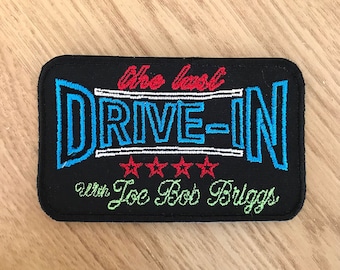 the last
DRIVE-IN
With Joe Bob Briggs